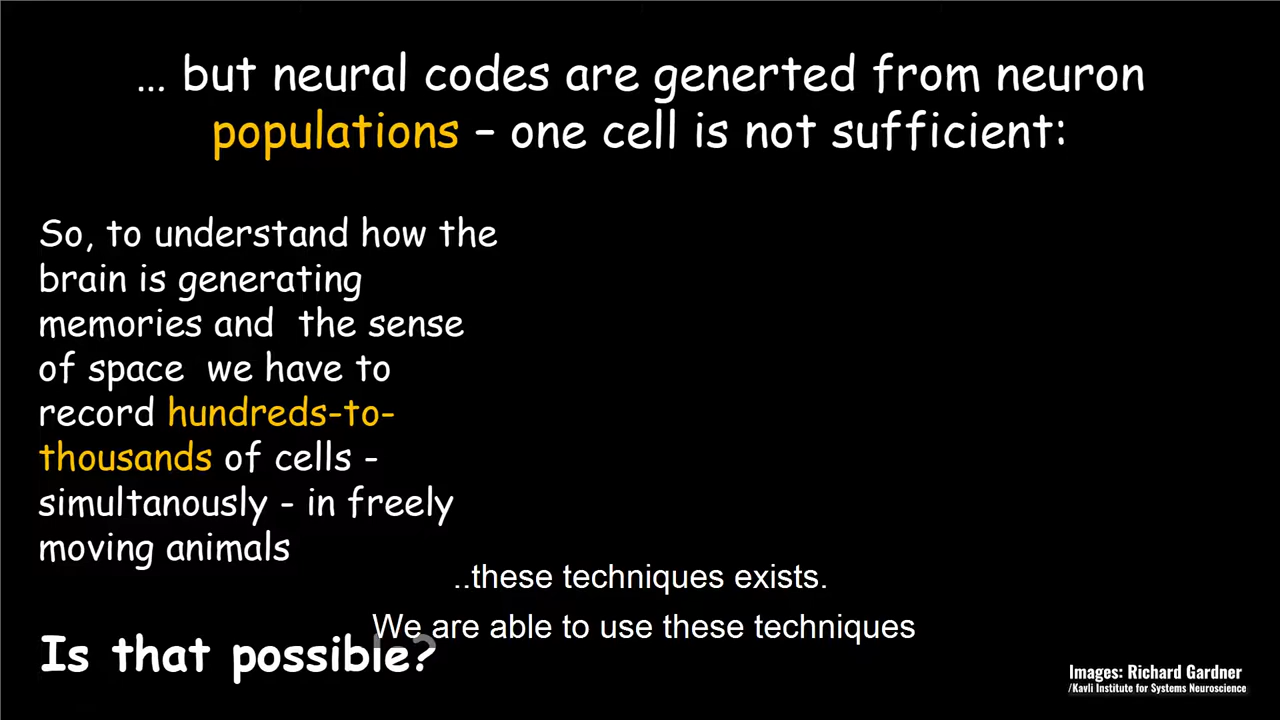 ... but neural codes are generted from neuron
populations – one cell is not sufficient:
So, to understand how the
brain is generating
memories and the sense
of space we have to
record hundreds-to-
thousands of cells -
simultanously - in freely
moving animals
..these techniques exists.
We are able to use these techniques
Is that possible?
Images: Richard Gardner
/Kavli Institute for Systems Neuroscience